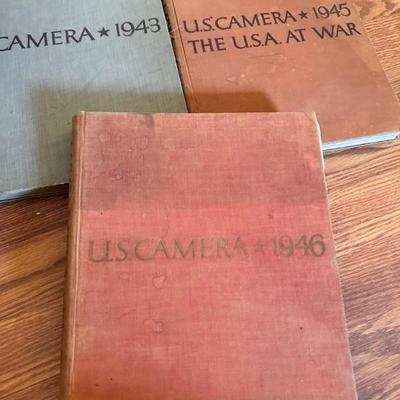 CAMERA ★ 1943
U.S. CAMERA ★ 1945
THE U.S.A. AT WAR
U.S. CAMERA ★ 1946